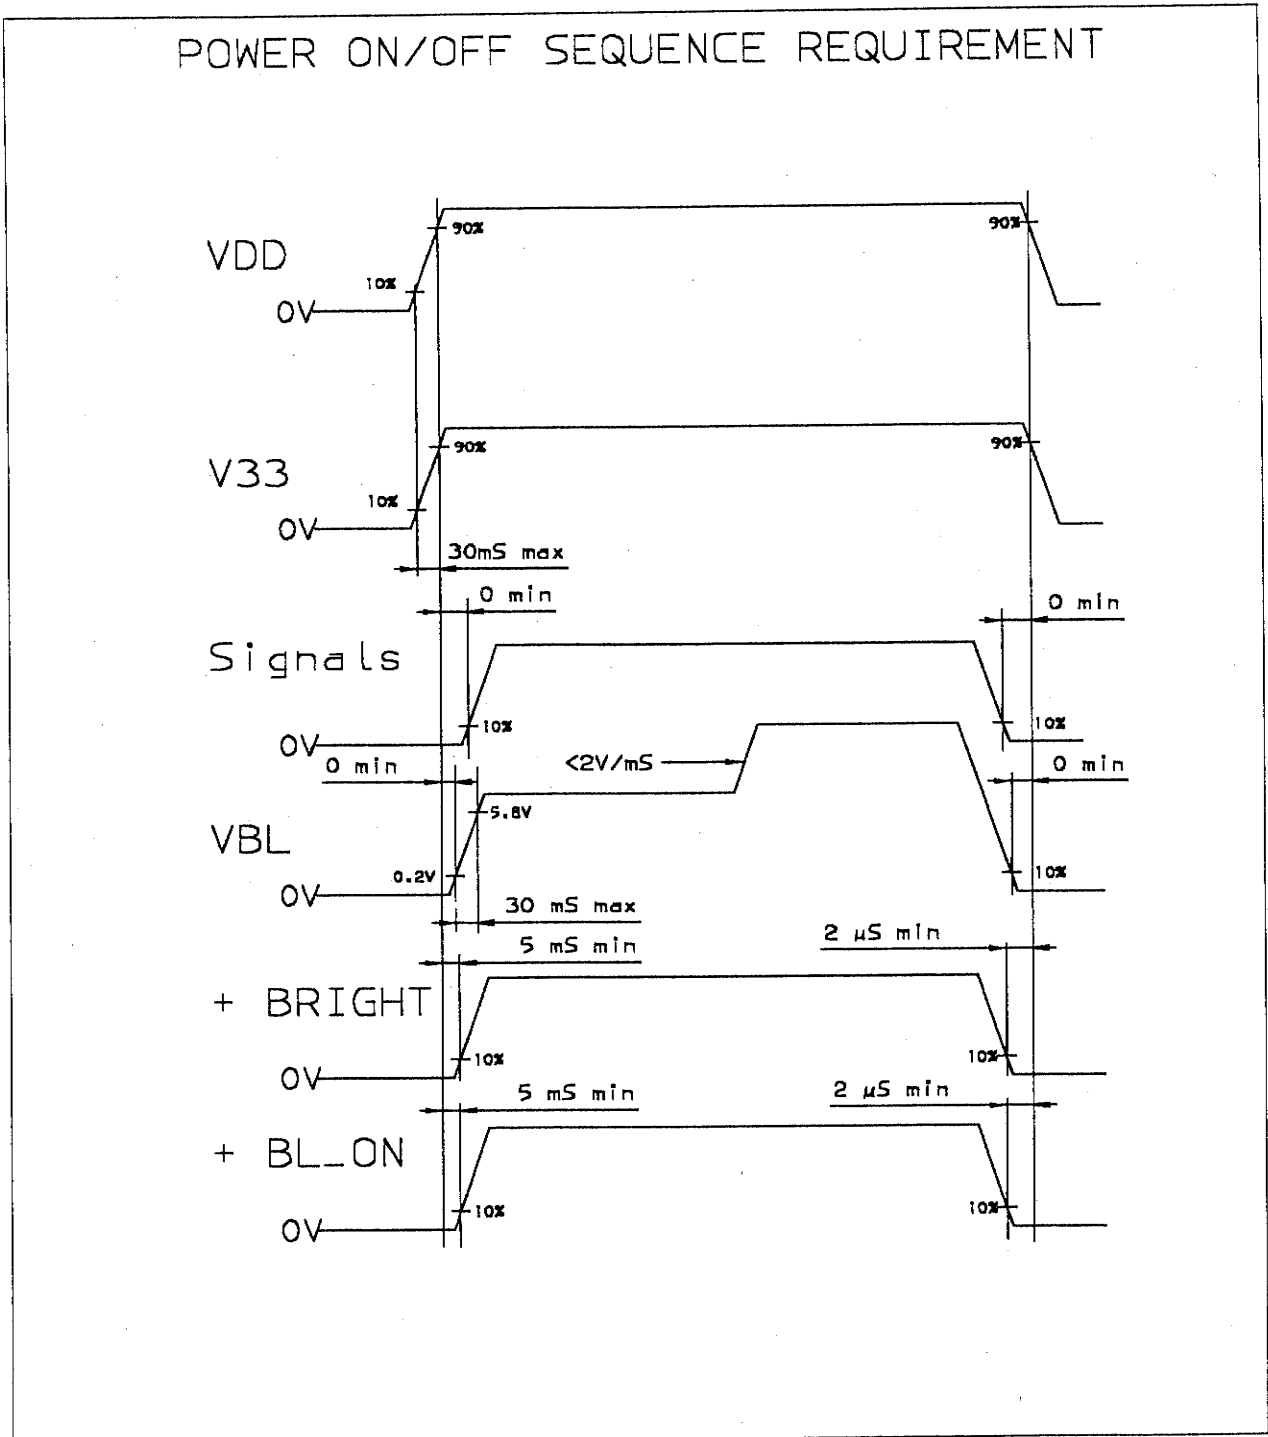 POWER ON/OFF SEQUENCE REQUIREMENT
90% 90%
VDD
10%
0V
90% 90%
V33
10%
0V
30mS max
0 min 0 min
Signals
10% 10%
0V
0 min <2V/mS 0 min
5.8V
VBL
0.2V 10%
0V
30 mS max
5 mS min 2 µS min
+ BRIGHT
10% 10%
0V
5 mS min 2 µS min
+ BL_ON
10% 10%
0V